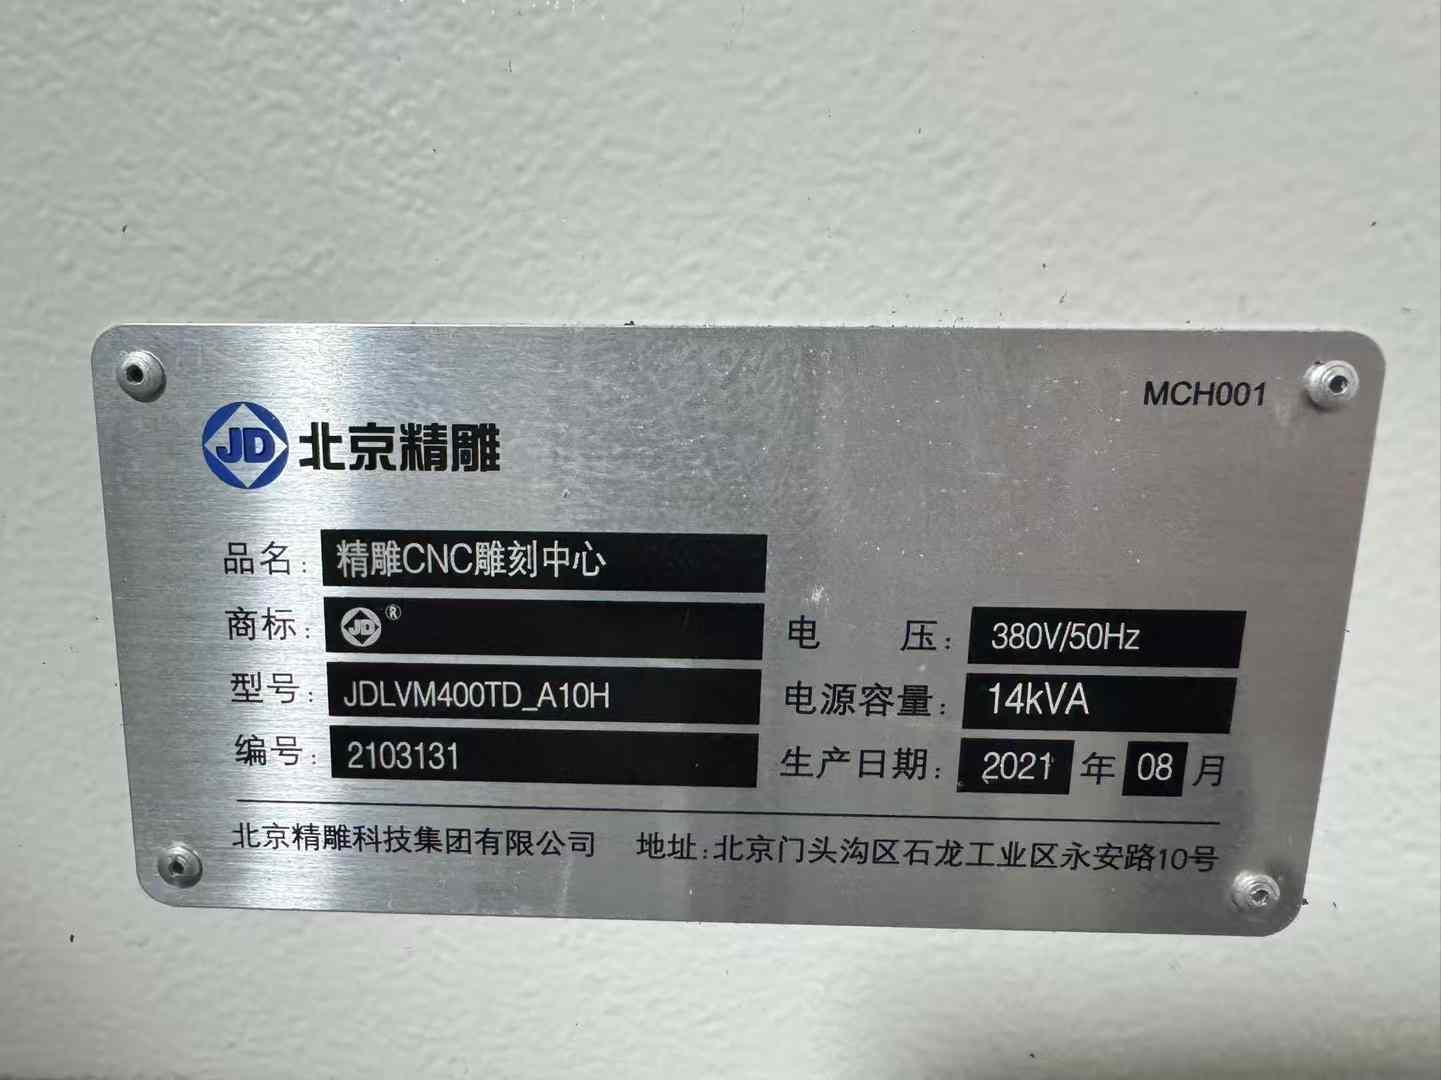 MCH001
JD 北京精雕
品名: 精雕CNC雕刻中心
商标: JD®
电 压: 380V/50Hz
型号: JDLVM400TD_A10H
电源容量: 14kVA
编号: 2103131
生产日期: 2021 年 08 月
北京精雕科技集团有限公司 地址:北京门头沟区石龙工业区永安路10号